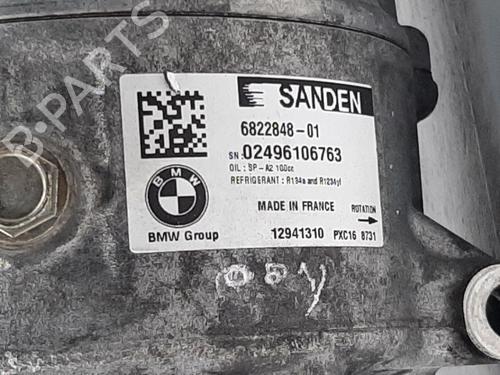 B-PARTS
SANDEN
6822848-01
SN: 02496106763
OIL : SP-A2 100cc
REFRIGERANT : R134a and R1234yf
BMW
MADE IN FRANCE
ROTATION
BMW Group
12941310 PXC16 8731